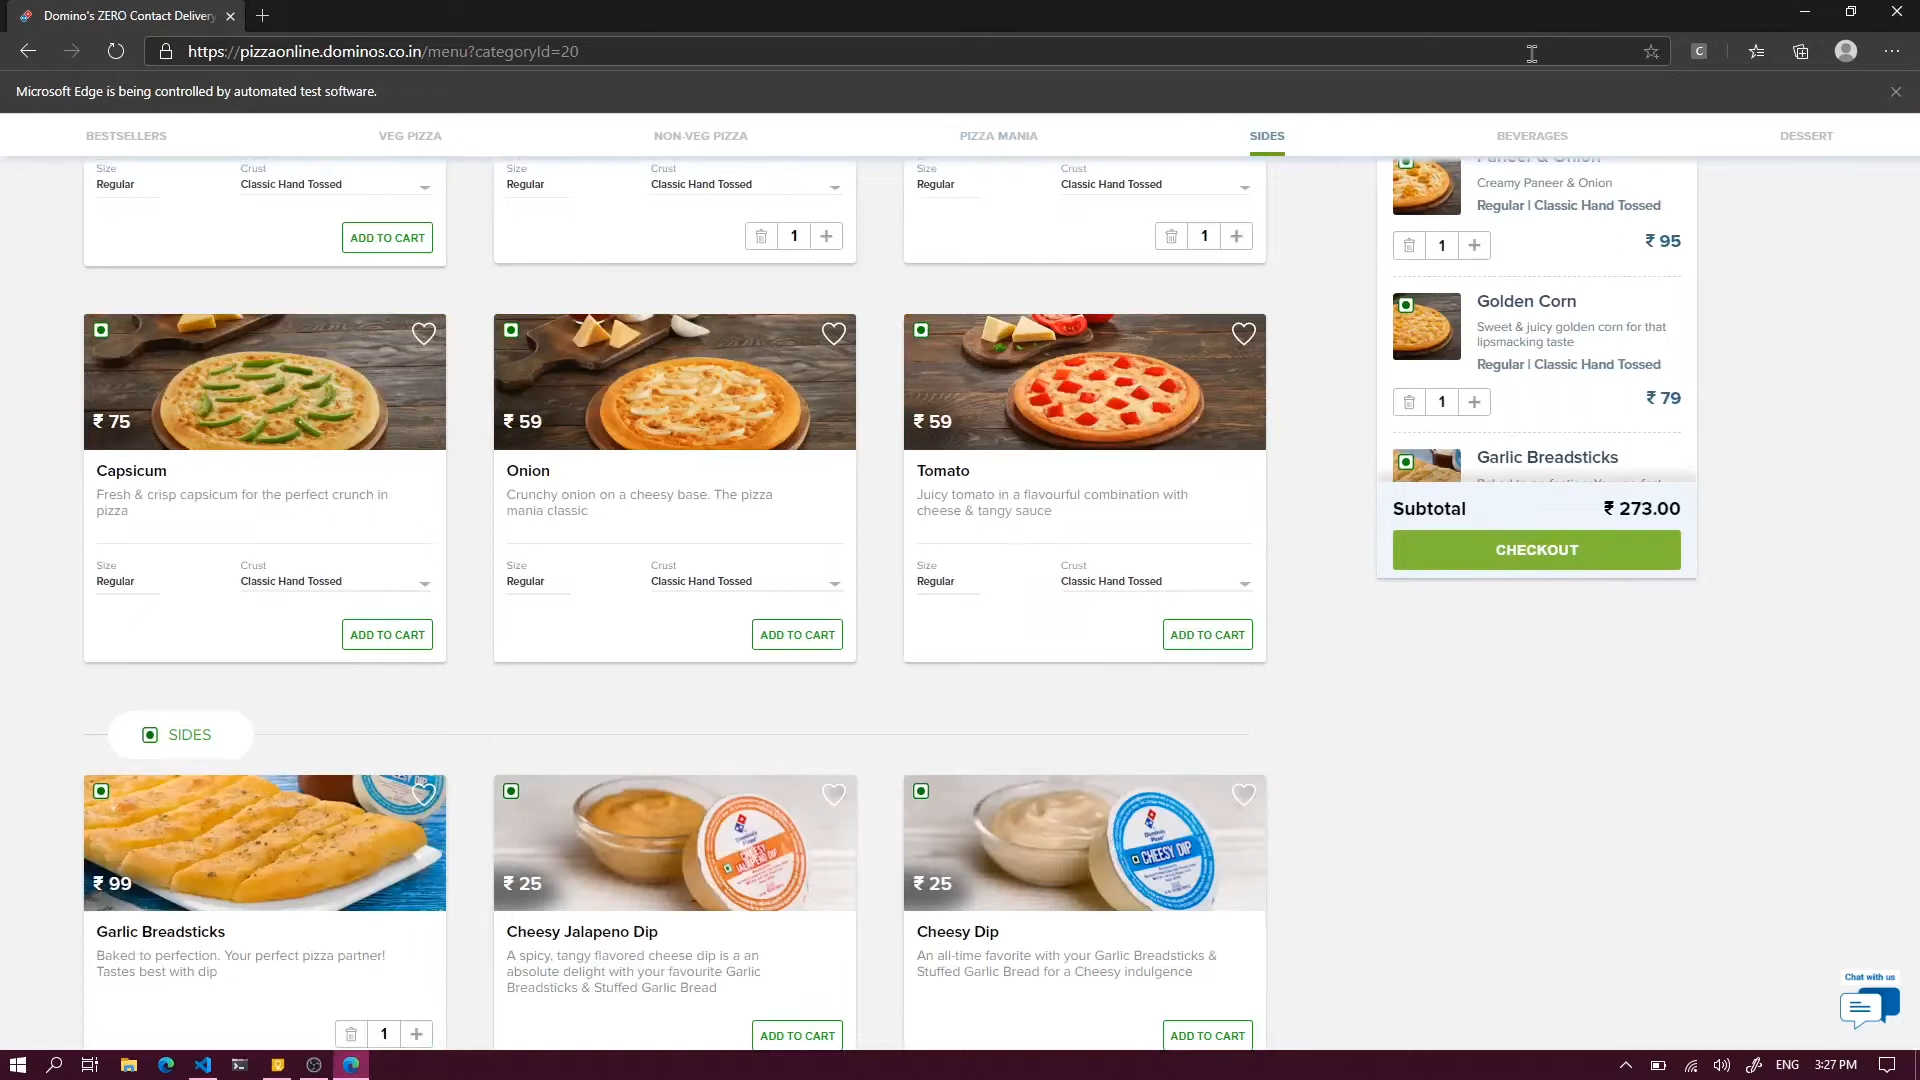 Domino's ZERO Contact Delivery
https://pizzaonline.dominos.co.in/menu?categoryId=20
C
Microsoft Edge is being controlled by automated test software.
BESTSELLERS
VEG PIZZA
NON-VEG PIZZA
PIZZA MANIA
SIDES
BEVERAGES
DESSERT
Size
Regular
Crust
Classic Hand Tossed
ADD TO CART
Size
Regular
Crust
Classic Hand Tossed
1
Size
Regular
Crust
Classic Hand Tossed
1
Paneer & Onion
Creamy Paneer & Onion
Regular | Classic Hand Tossed
1
₹ 95
Golden Corn
Sweet & juicy golden corn for that
lipsmacking taste
Regular | Classic Hand Tossed
1
₹ 79
Garlic Breadsticks
Subtotal
₹ 273.00
CHECKOUT
₹ 75
Capsicum
Fresh & crisp capsicum for the perfect crunch in
pizza
Size
Regular
Crust
Classic Hand Tossed
ADD TO CART
₹ 59
Onion
Crunchy onion on a cheesy base. The pizza
mania classic
Size
Regular
Crust
Classic Hand Tossed
ADD TO CART
₹ 59
Tomato
Juicy tomato in a flavourful combination with
cheese & tangy sauce
Size
Regular
Crust
Classic Hand Tossed
ADD TO CART
SIDES
₹ 99
Garlic Breadsticks
Baked to perfection. Your perfect pizza partner!
Tastes best with dip
1
CHEESY
JALAPENO DIP
₹ 25
Cheesy Jalapeno Dip
A spicy, tangy flavored cheese dip is a an
absolute delight with your favourite Garlic
Breadsticks & Stuffed Garlic Bread
ADD TO CART
CHEESY DIP
₹ 25
Cheesy Dip
An all-time favorite with your Garlic Breadsticks &
Stuffed Garlic Bread for a Cheesy indulgence
ADD TO CART
Chat with us
ENG
3:27 PM